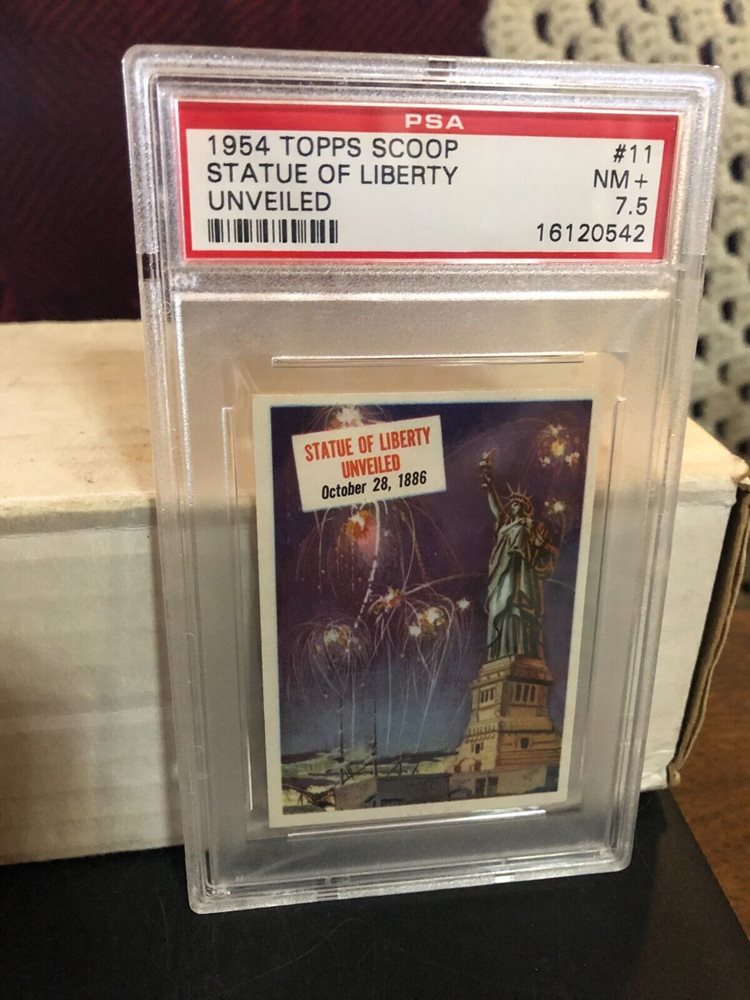 PSA
1954 TOPPS SCOOP #11
STATUE OF LIBERTY NM+
UNVEILED 7.5
16120542
STATUE OF LIBERTY
UNVEILED
October 28, 1886